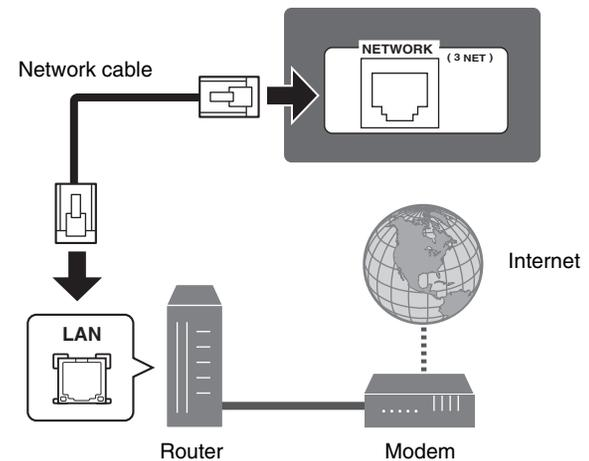 NETWORK
( 3 NET )
Network cable
Internet
LAN
Router
Modem